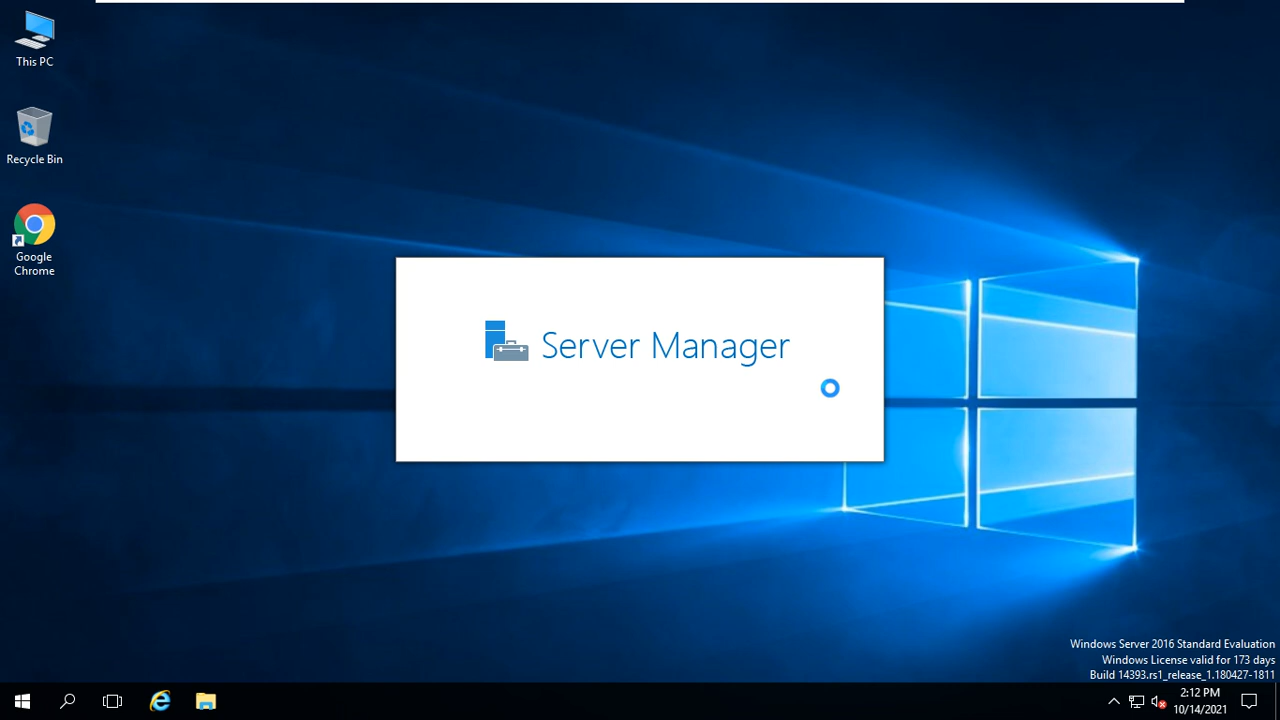 This PC
Recycle Bin
Google
Chrome
Server Manager
Windows Server 2016 Standard Evaluation
Windows License valid for 173 days
Build 14393.rs1_release_1.180427-1811
2:12 PM
10/14/2021